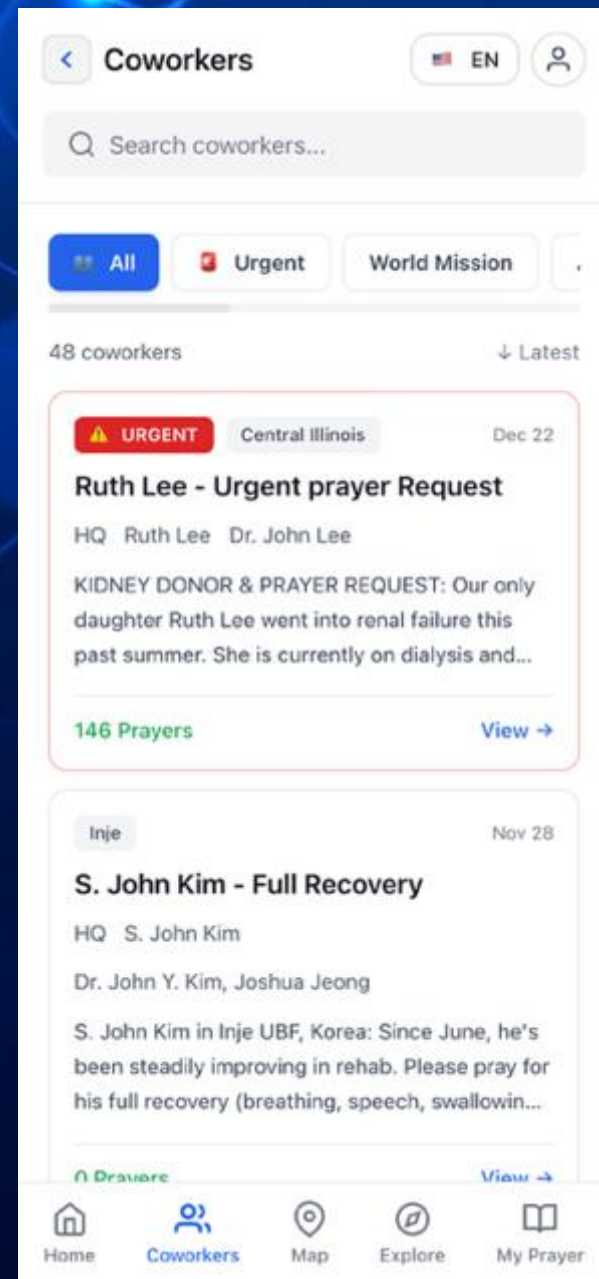 Coworkers
EN
Search coworkers...
All
Urgent
World Mission
48 coworkers
↓ Latest
URGENT
Central Illinois
Dec 22
Ruth Lee - Urgent prayer Request
HQ Ruth Lee Dr. John Lee
KIDNEY DONOR & PRAYER REQUEST: Our only
daughter Ruth Lee went into renal failure this
past summer. She is currently on dialysis and...
146 Prayers
View →
Inje
Nov 28
S. John Kim - Full Recovery
HQ S. John Kim
Dr. John Y. Kim, Joshua Jeong
S. John Kim in Inje UBF, Korea: Since June, he's
been steadily improving in rehab. Please pray for
his full recovery (breathing, speech, swallowin...
0 Prayers
View →
Home
Coworkers
Map
Explore
My Prayer